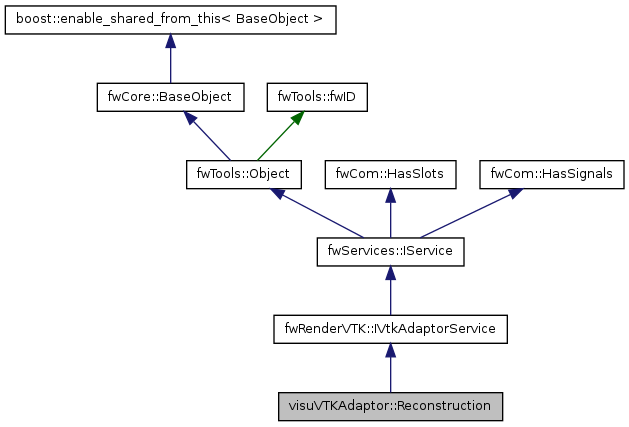 boost::enable_shared_from_this< BaseObject >
fwCore::BaseObject
fwTools::fwID
fwTools::Object
fwCom::HasSlots
fwCom::HasSignals
fwServices::IService
fwRenderVTK::IVtkAdaptorService
visuVTKAdaptor::Reconstruction